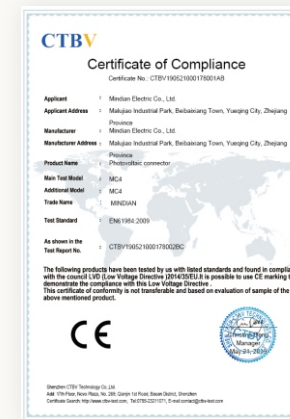 CTBV
Certificate of Compliance
Certificate No.: CTBV190521000178001AB
Applicant : Mindian Electric Co., Ltd.
Applicant Address : Malujiao Industrial Park, Beibaixiang Town, Yueqing City, Zhejiang
Province
Manufacturer : Mindian Electric Co., Ltd.
Manufacturer Address : Malujiao Industrial Park, Beibaixiang Town, Yueqing City, Zhejiang
Province
Product Name : Photovoltaic connector
Main Test Model : MC4
Additional Model : MC4
Trade Name : MINDIAN
Test Standard : EN61984:2009
As shown in the
Test Report No. : CTBV190521000178002BC
The following products have been tested by us with listed standards and found in complia
with the council LVD (Low Voltage Directive (2014/35/EU.It is possible to use CE marking t
demonstrate the compliance with this Low Voltage Directive .
This certificate of conformity is not transferable and based on evaluation of sample of the
above mentioned product.
CE
Manager
May 21, 2019
Shenzhen CTBV Technology Co.,Ltd